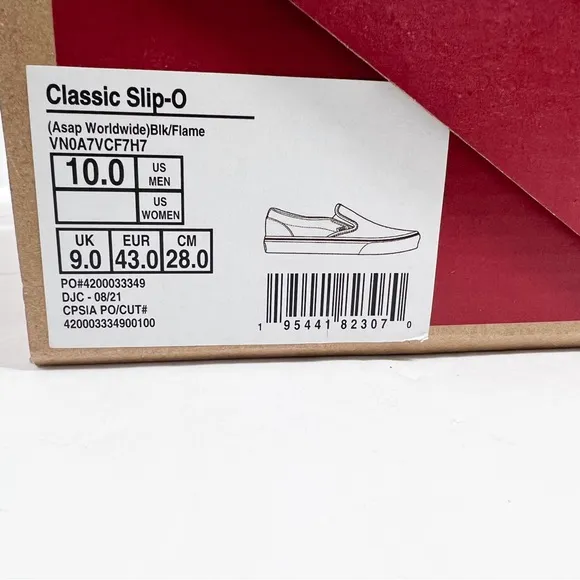 Classic Slip-O
(Asap Worldwide)Blk/Flame
VN0A7VCF7H7
10.0 US MEN
US WOMEN
UK EUR CM
9.0 43.0 28.0
PO#4200033349
DJC - 08/21
CPSIA PO/CUT#
420003334900100
1 95441 82307 0